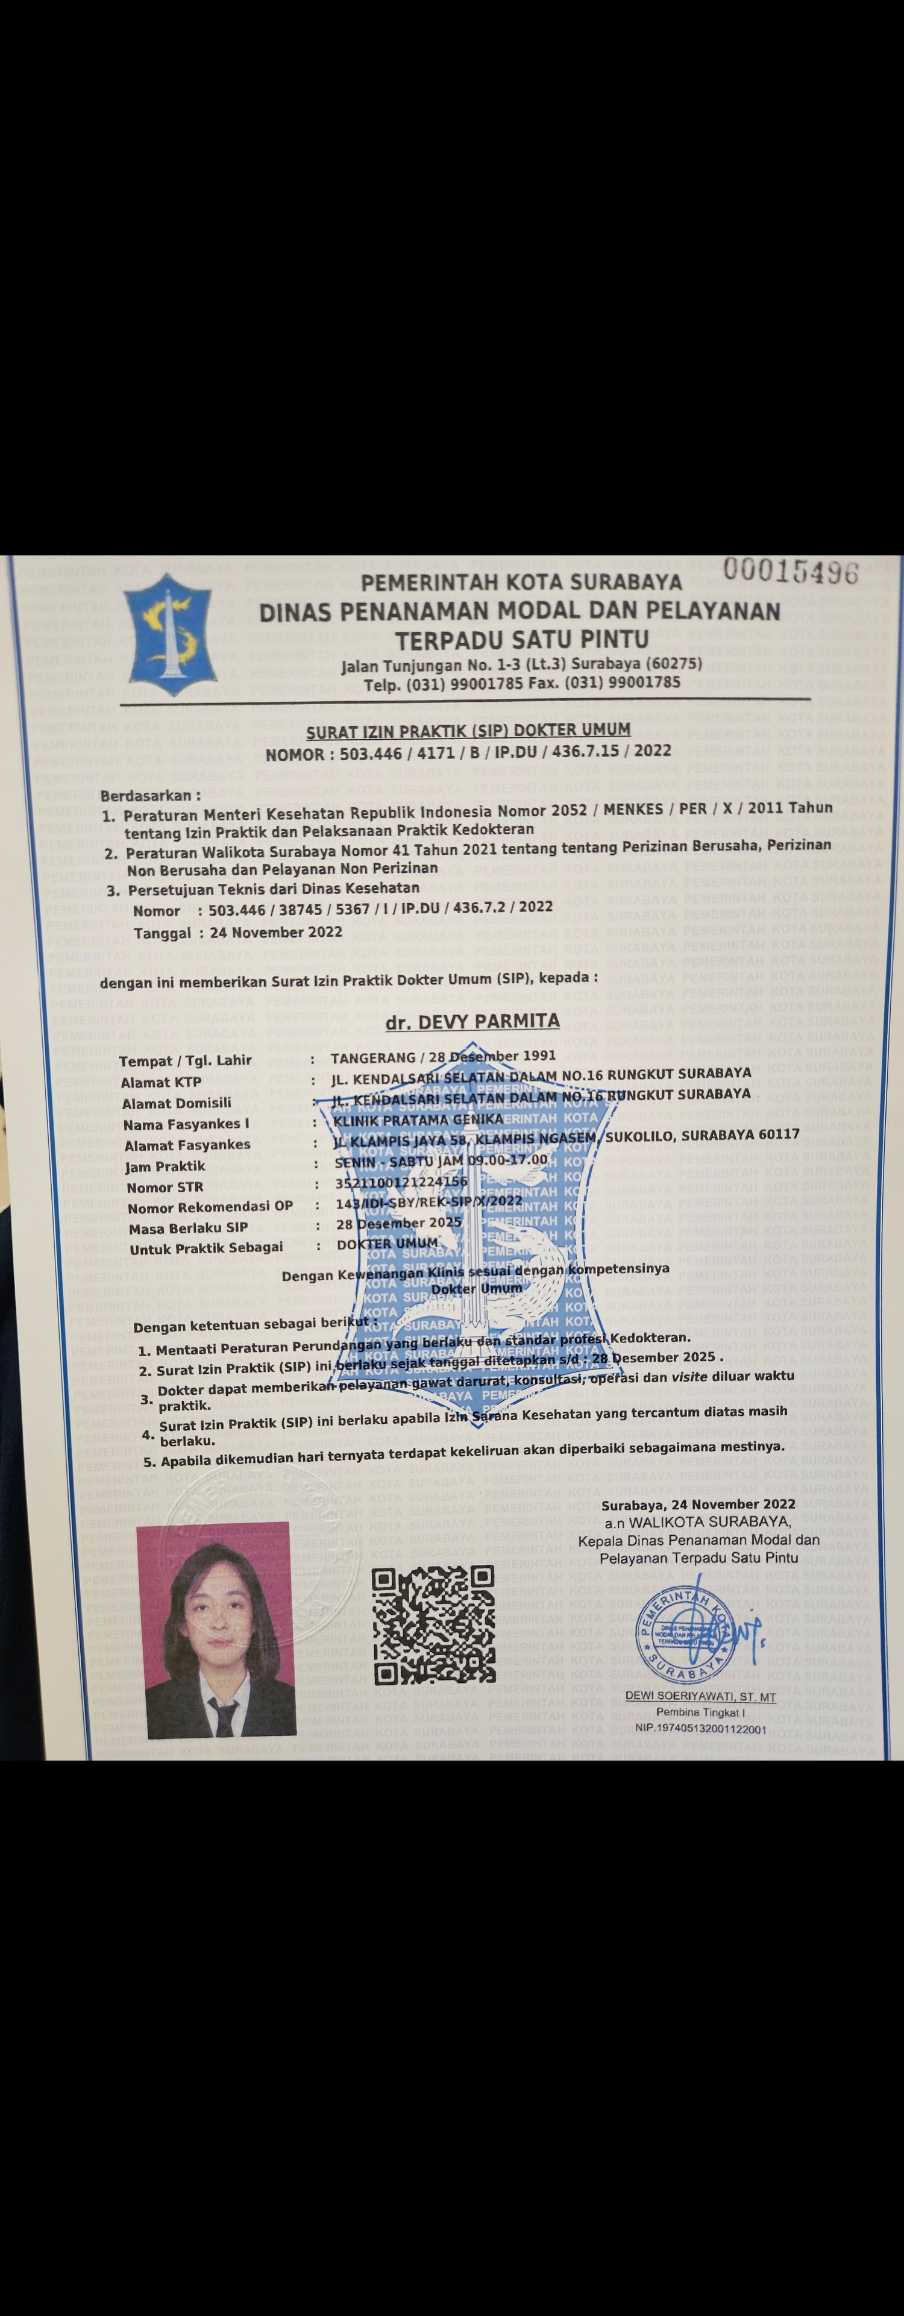 00015496
PEMERINTAH KOTA SURABAYA
DINAS PENANAMAN MODAL DAN PELAYANAN
TERPADU SATU PINTU
Jalan Tunjungan No. 1-3 (Lt.3) Surabaya (60275)
Telp. (031) 99001785 Fax. (031) 99001785
SURAT IZIN PRAKTIK (SIP) DOKTER UMUM
NOMOR : 503.446 / 4171 / B / IP.DU / 436.7.15 / 2022
Berdasarkan :
1. Peraturan Menteri Kesehatan Republik Indonesia Nomor 2052 / MENKES / PER / X / 2011 Tahun
tentang Izin Praktik dan Pelaksanaan Praktik Kedokteran
2. Peraturan Walikota Surabaya Nomor 41 Tahun 2021 tentang tentang Perizinan Berusaha, Perizinan
Non Berusaha dan Pelayanan Non Perizinan
3. Persetujuan Teknis dari Dinas Kesehatan
Nomor : 503.446 / 38745 / 5367 / I / IP.DU / 436.7.2 / 2022
Tanggal : 24 November 2022
dengan ini memberikan Surat Izin Praktik Dokter Umum (SIP), kepada :
dr. DEVY PARMITA
Tempat / Tgl. Lahir : TANGERANG / 28 Desember 1991
Alamat KTP : JL. KENDALSARI SELATAN DALAM NO.16 RUNGKUT SURABAYA
Alamat Domisili : JL. KENDALSARI SELATAN DALAM NO.16 RUNGKUT SURABAYA
Nama Fasyankes I : KLINIK PRATAMA GENIKA
Alamat Fasyankes : JL KLAMPIS JAYA 58, KLAMPIS NGASEM, SUKOLILO, SURABAYA 60117
Jam Praktik : SENIN - SABTU JAM 09.00-17.00
Nomor STR : 3521100121224156
Nomor Rekomendasi OP : 143/IDI-SBY/REK-SIP/X/2022
Masa Berlaku SIP : 28 Desember 2025
Untuk Praktik Sebagai : DOKTER UMUM
Dengan Kewenangan Klinis sesuai dengan kompetensinya
Dokter Umum
Dengan ketentuan sebagai berikut :
1. Mentaati Peraturan Perundangan yang berlaku dan standar profesi Kedokteran.
2. Surat Izin Praktik (SIP) ini berlaku sejak tanggal ditetapkan s/d : 28 Desember 2025 .
3. Dokter dapat memberikan pelayanan gawat darurat, konsultasi, operasi dan visite diluar waktu
praktik.
4. Surat Izin Praktik (SIP) ini berlaku apabila Izin Sarana Kesehatan yang tercantum diatas masih
berlaku.
5. Apabila dikemudian hari ternyata terdapat kekeliruan akan diperbaiki sebagaimana mestinya.
Surabaya, 24 November 2022
a.n WALIKOTA SURABAYA,
Kepala Dinas Penanaman Modal dan
Pelayanan Terpadu Satu Pintu
PEMERINTAH KOTA
DINAS PENANAMAN
MODAL DAN PELAYANAN
TERPADU SATU PINTU
SURABAYA
DEWI SOERIYAWATI, ST. MT
Pembina Tingkat I
NIP.197405132001122001